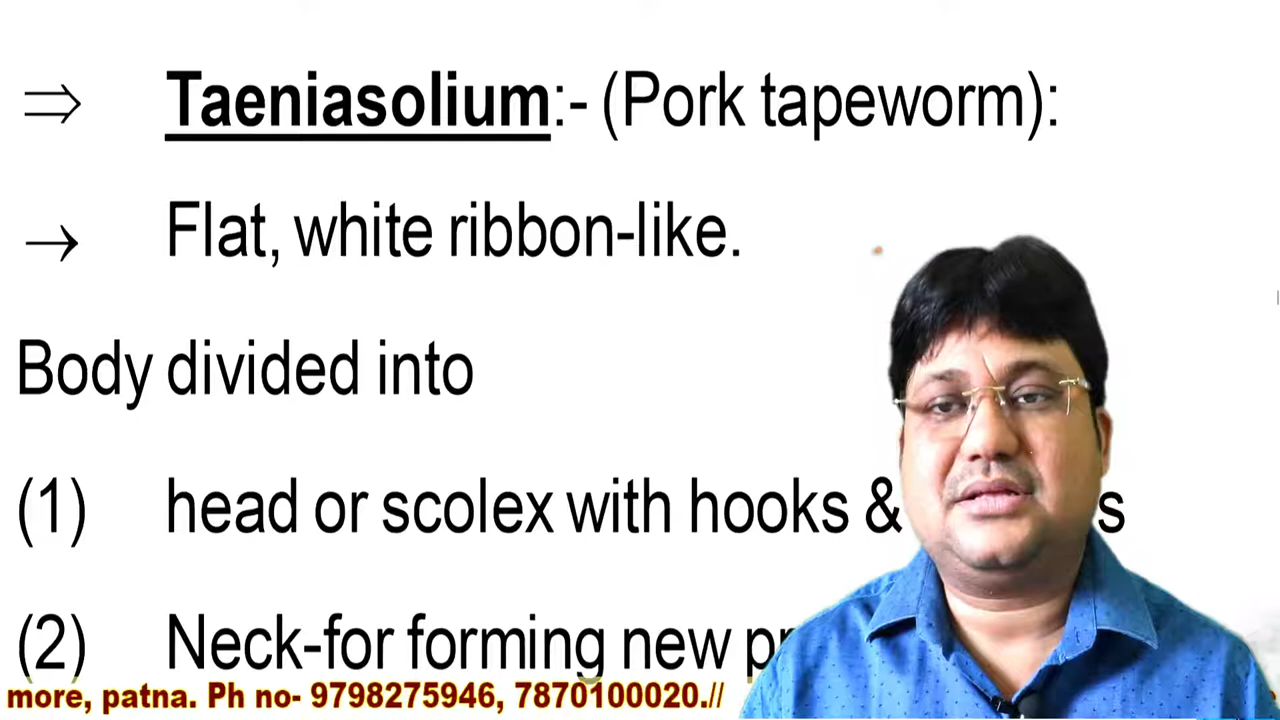 ⇒ Taeniasolium:- (Pork tapeworm):
→ Flat, white ribbon-like.
Body divided into
(1) head or scolex with hooks &
(2) Neck-for forming new
more, patna. Ph no- 9798275946, 7870100020.//